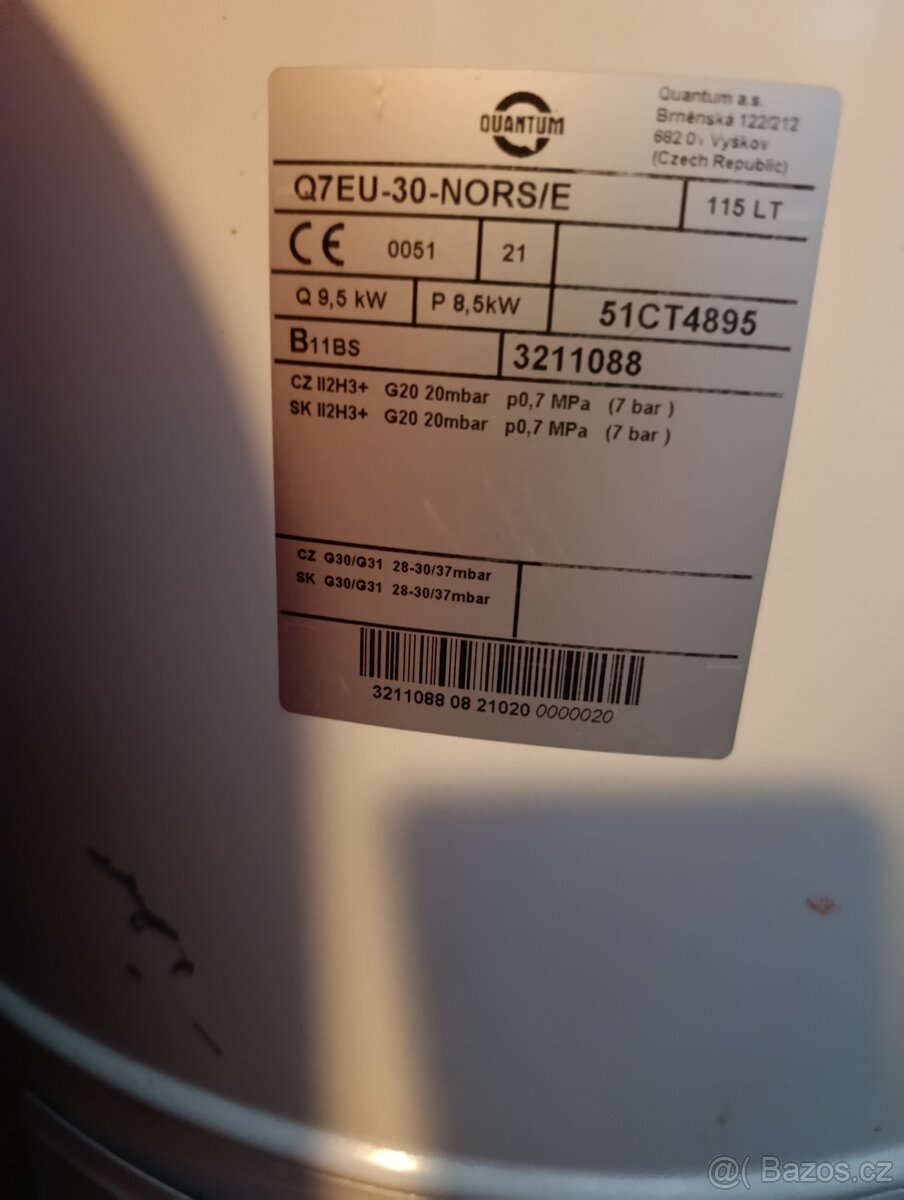 QUANTUM
Quantum a.s.
Brněnská 122/212
682 01 Vyškov
(Czech Republic)
Q7EU-30-NORS/E
115 LT
CE 0051
21
Q 9,5 kW
P 8,5kW
51CT4895
B11BS
3211088
CZ II2H3+ G20 20mbar p0,7 MPa (7 bar )
SK II2H3+ G20 20mbar p0,7 MPa (7 bar )
CZ G30/G31 28-30/37mbar
SK G30/G31 28-30/37mbar
3211088 08 21020 0000020
@( Bazos.cz